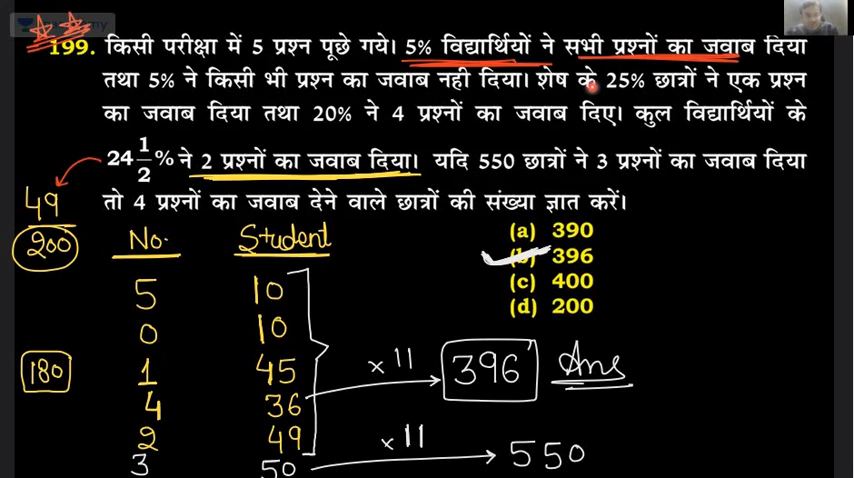 199. किसी परीक्षा में 5 प्रश्न पूछे गये। 5% विद्यार्थियों ने सभी प्रश्नों का जवाब दिया
तथा 5% ने किसी भी प्रश्न का जवाब नही दिया। शेष के 25% छात्रों ने एक प्रश्न
का जवाब दिया तथा 20% ने 4 प्रश्नों का जवाब दिए। कुल विद्यार्थियों के
24 1/2 % ने 2 प्रश्नों का जवाब दिया। यदि 550 छात्रों ने 3 प्रश्नों का जवाब दिया
तो 4 प्रश्नों का जवाब देने वाले छात्रों की संख्या ज्ञात करें।
(a) 390
(b) 396
(c) 400
(d) 200
49
200
No. Student
5 10
0 10
180
1 45
4 36 ×11 396 Ans
2 49
3 50 ×11 550